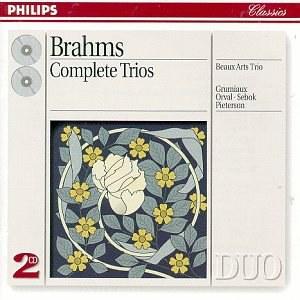 PHILIPS
Classics
Brahms
Complete Trios
Beaux Arts Trio
Grumiaux
Orval · Sebok
Pieterson
2CD
DUO